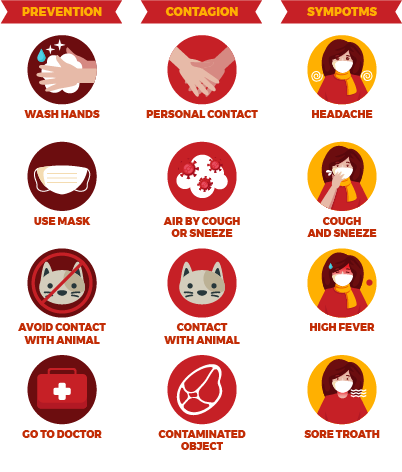 PREVENTION
CONTAGION
SYMPOTMS
WASH HANDS
PERSONAL CONTACT
HEADACHE
USE MASK
AIR BY COUGH
OR SNEEZE
COUGH
AND SNEEZE
AVOID CONTACT
WITH ANIMAL
CONTACT
WITH ANIMAL
HIGH FEVER
GO TO DOCTOR
CONTAMINATED
OBJECT
SORE TROATH